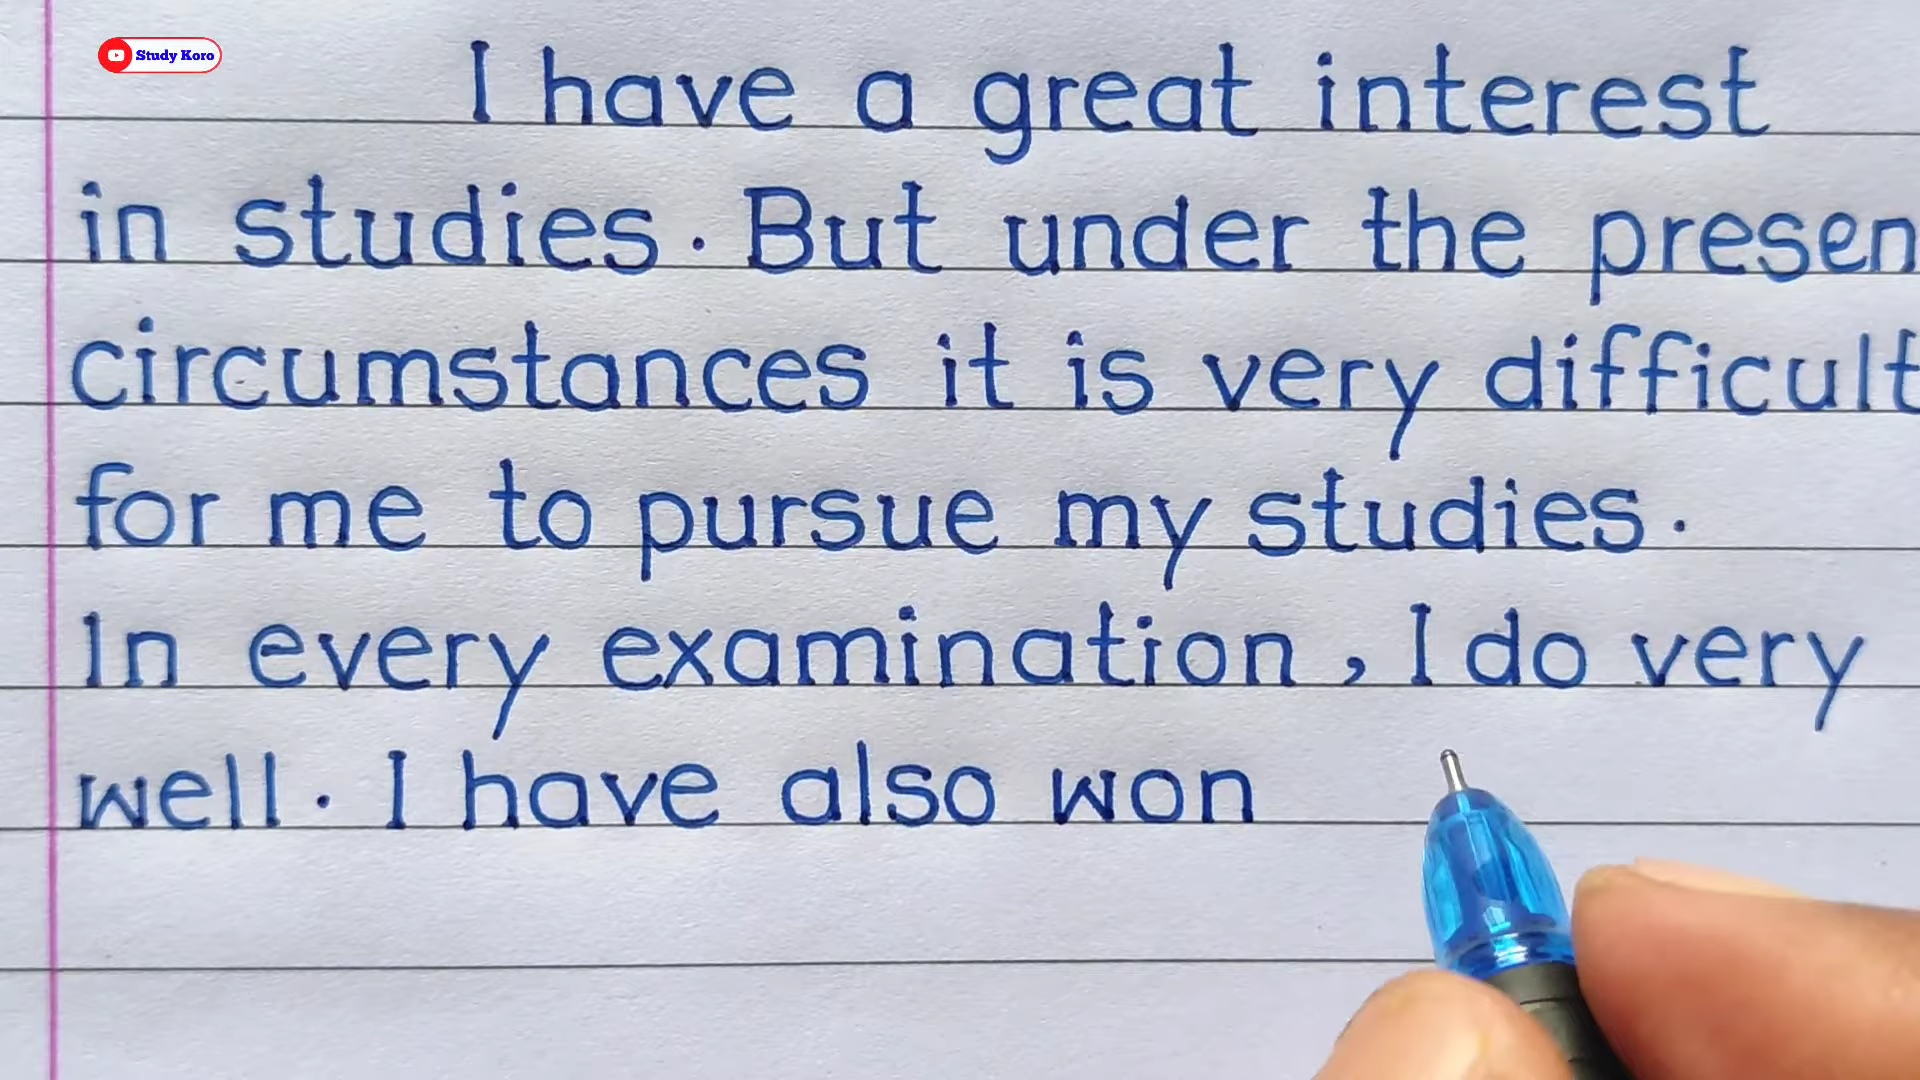 Study Koro
I have a great interest
in studies. But under the presen
circumstances it is very difficult
for me to pursue my studies.
In every examination, I do very
well. I have also won